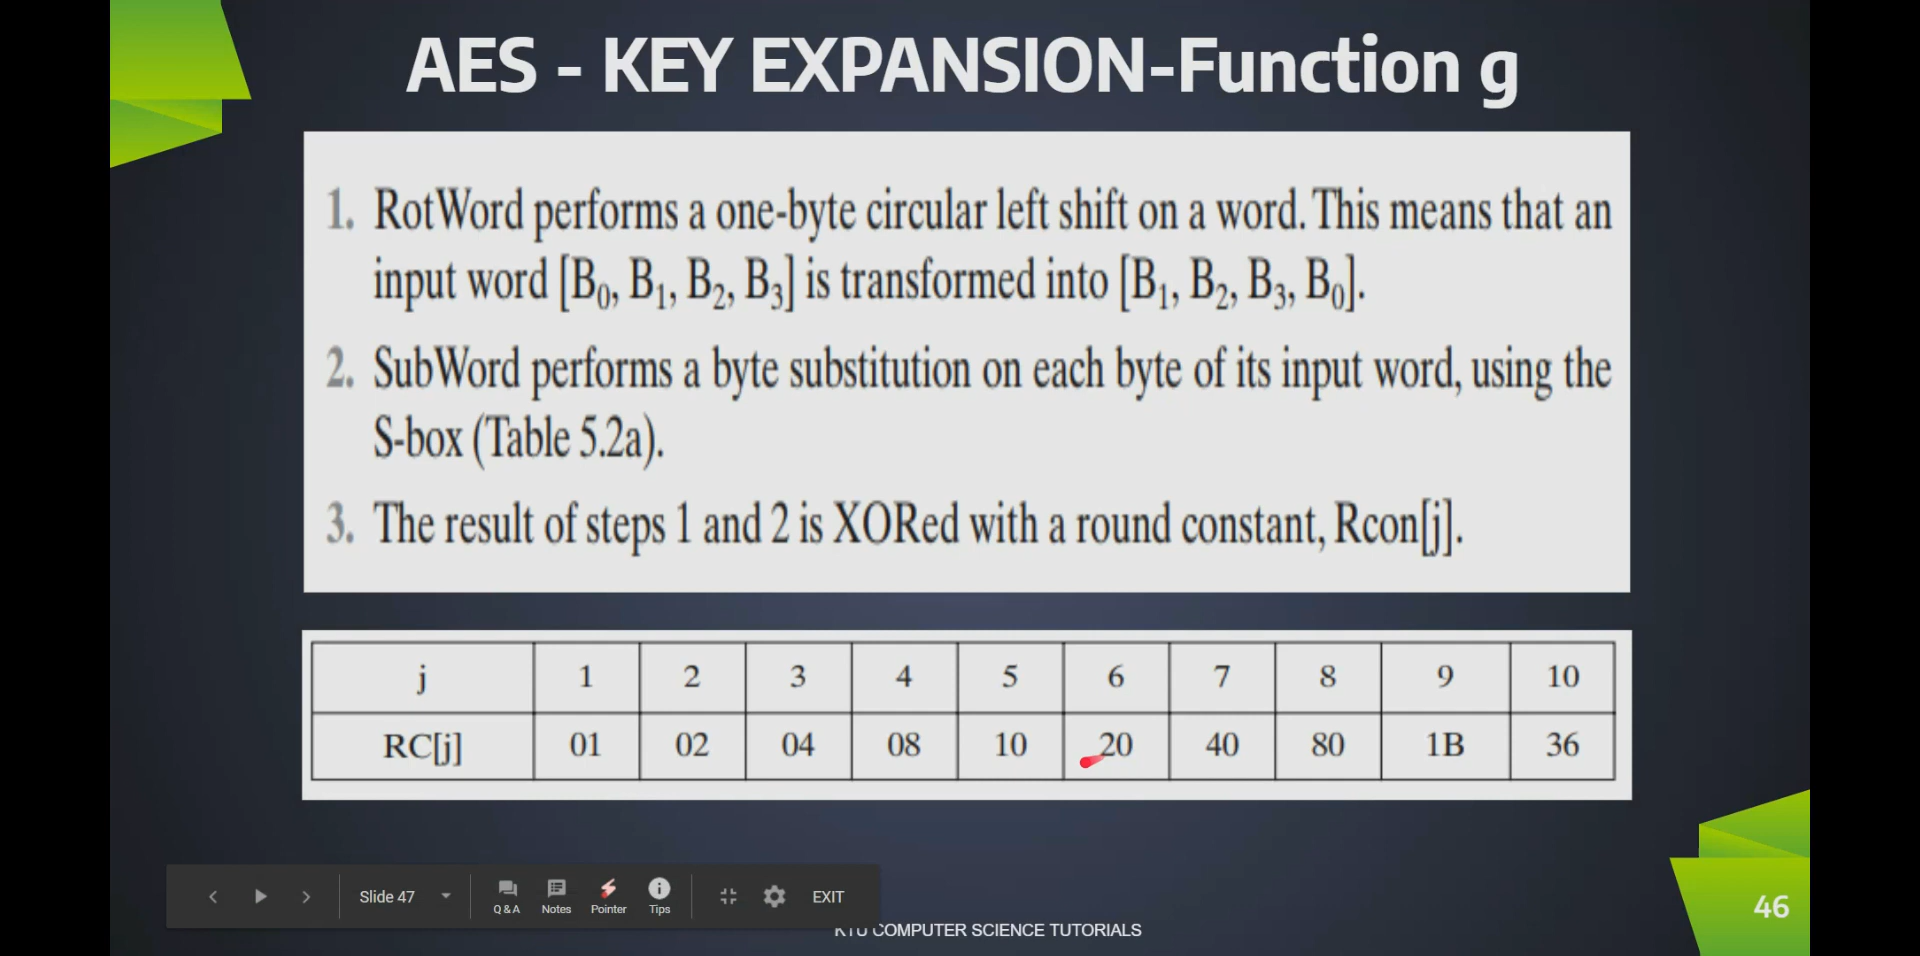 AES - KEY EXPANSION-Function g
1. RotWord performs a one-byte circular left shift on a word. This means that an
input word [B₀, B₁, B₂, B₃] is transformed into [B₁, B₂, B₃, B₀].
2. SubWord performs a byte substitution on each byte of its input word, using the
S-box (Table 5.2a).
3. The result of steps 1 and 2 is XORed with a round constant, Rcon[j].
j 1 2 3 4 5 6 7 8 9 10
RC[j] 01 02 04 08 10 20 40 80 1B 36
Slide 47 Q & A Notes Pointer Tips EXIT
46
KTU COMPUTER SCIENCE TUTORIALS